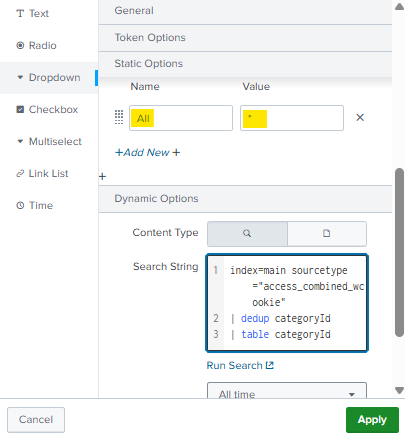 T Text
General
Radio
Token Options
Static Options
Dropdown
Name Value
Checkbox
All *
Multiselect
+Add New +
Link List
+
Time
Dynamic Options
Content Type
Search String
1 index=main sourcetype
="access_combined_wc
ookie"
2 | dedup categoryId
3 | table categoryId
Run Search
All time
Cancel Apply